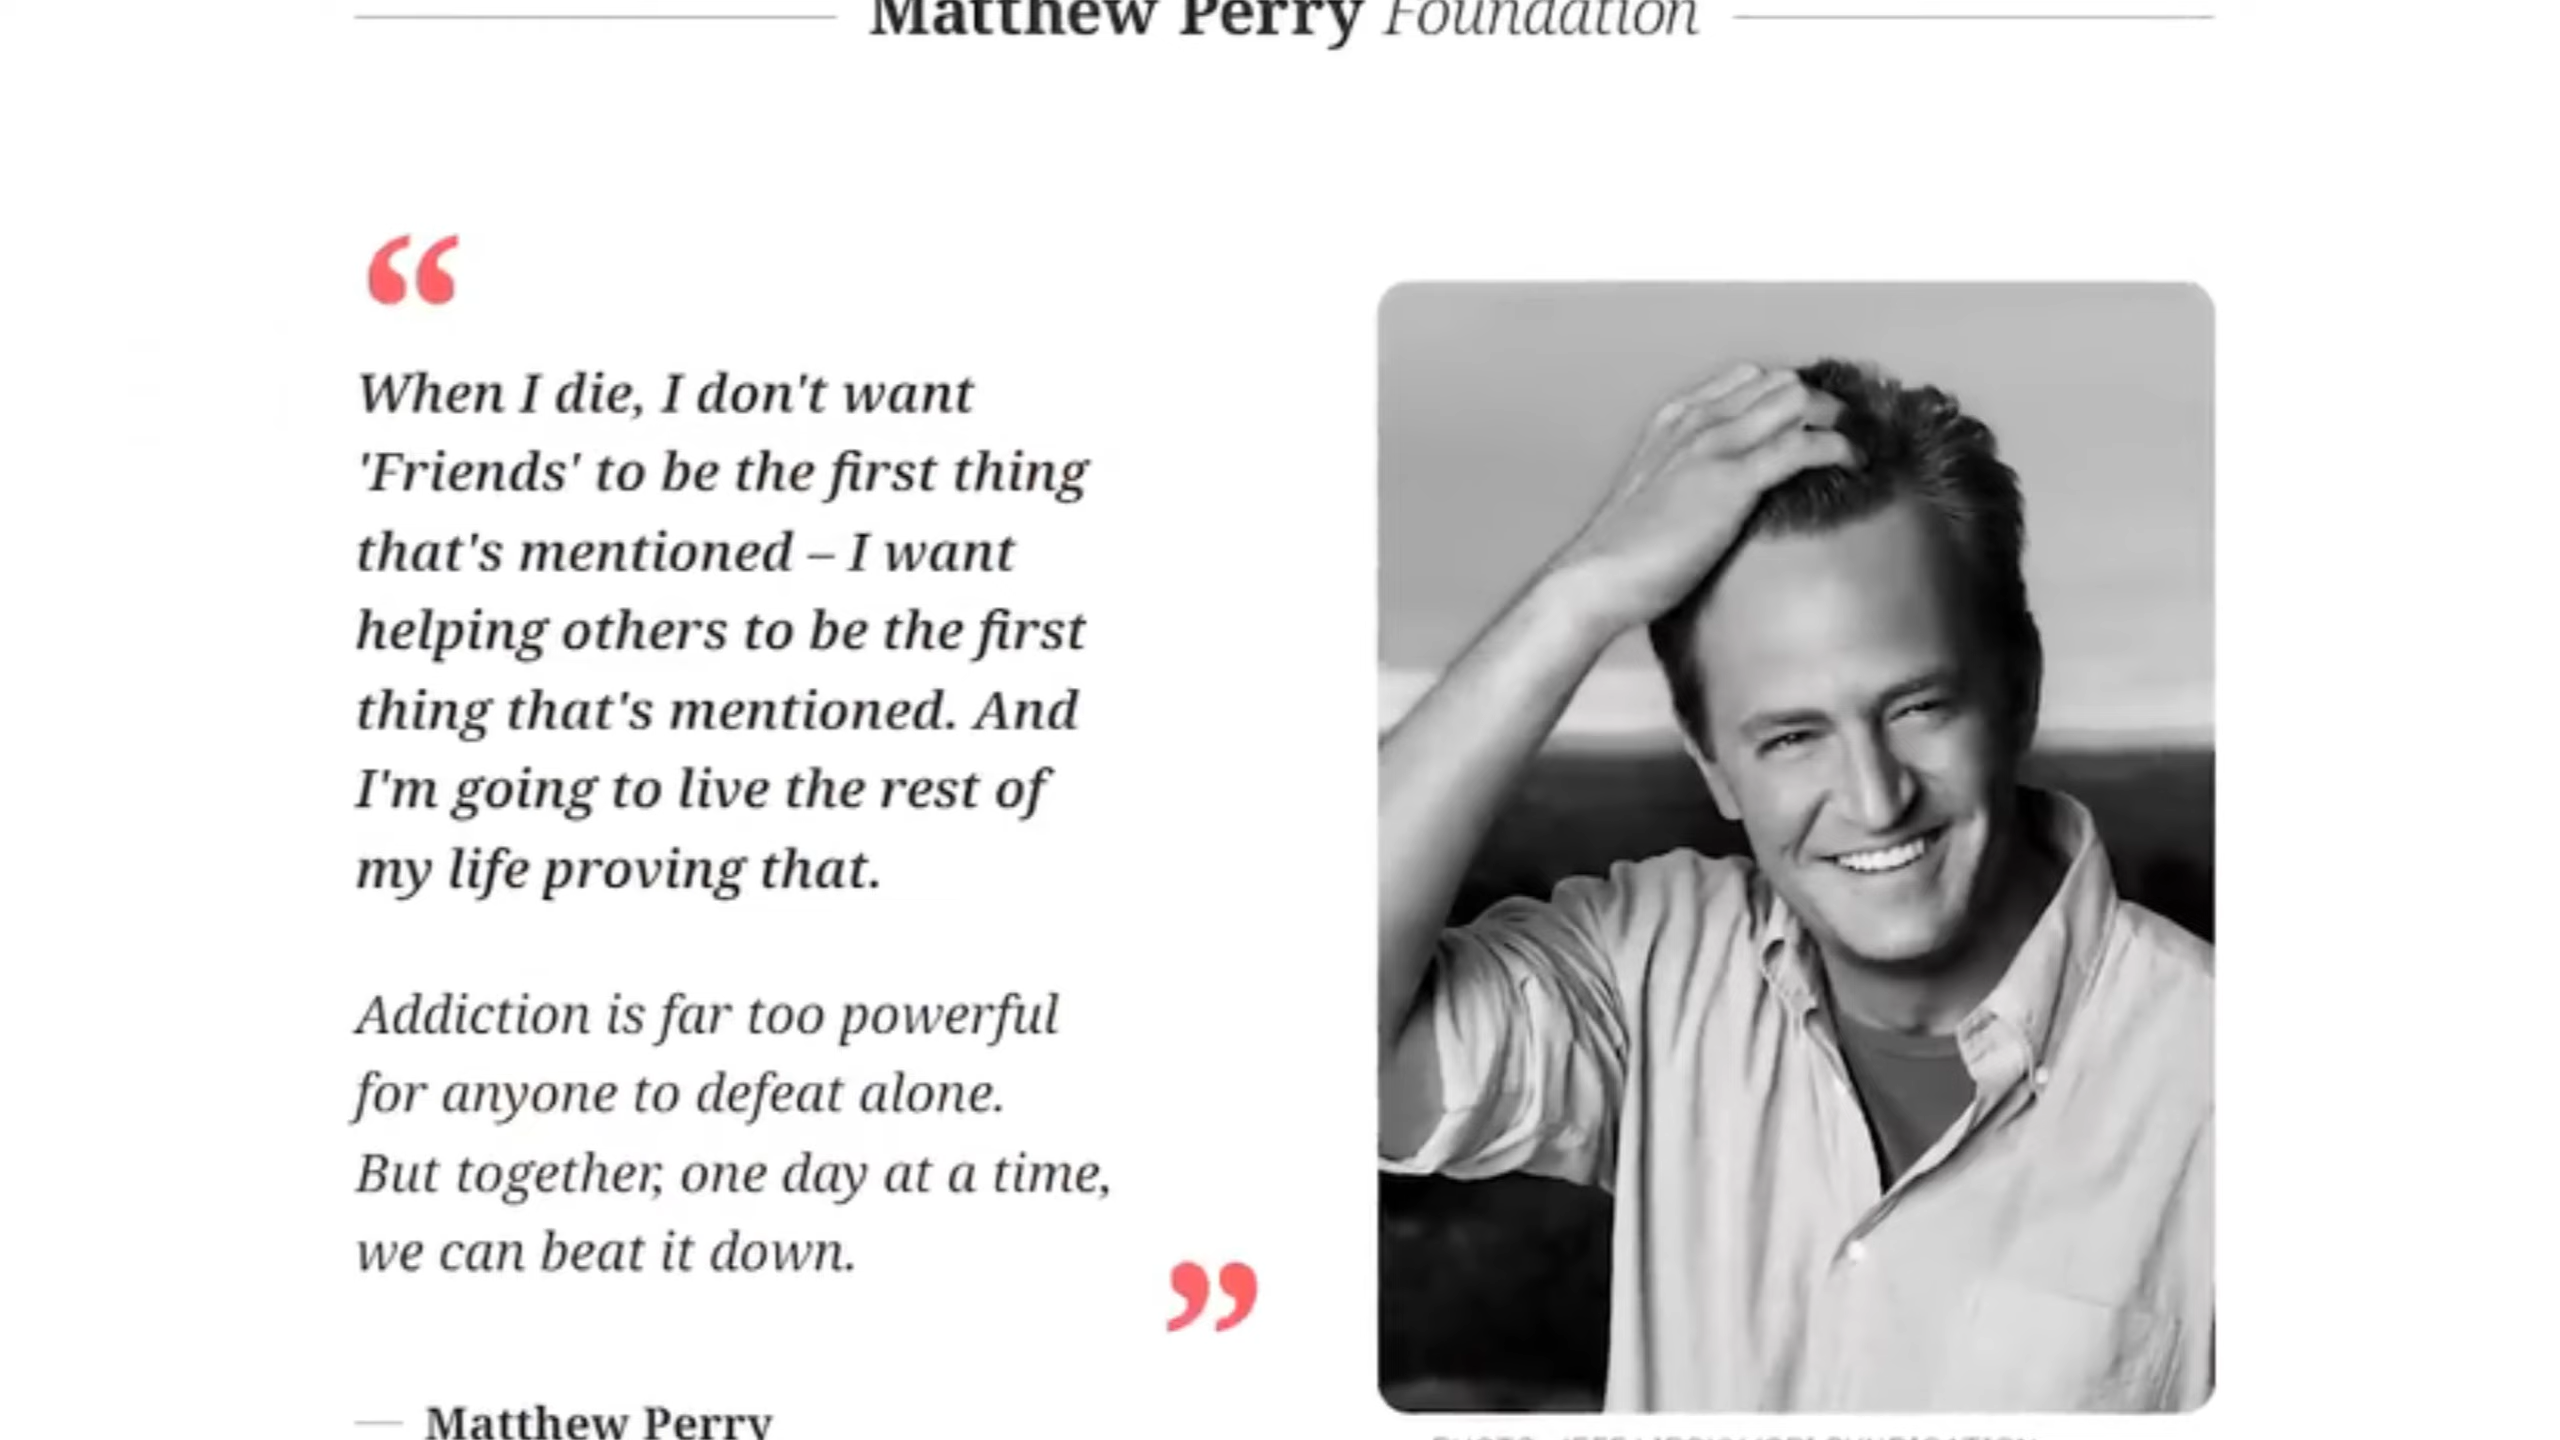 Matthew Perry Foundation
“
When I die, I don't want
'Friends' to be the first thing
that's mentioned – I want
helping others to be the first
thing that's mentioned. And
I'm going to live the rest of
my life proving that.
Addiction is far too powerful
for anyone to defeat alone.
But together, one day at a time,
we can beat it down.
”
— Matthew Perry